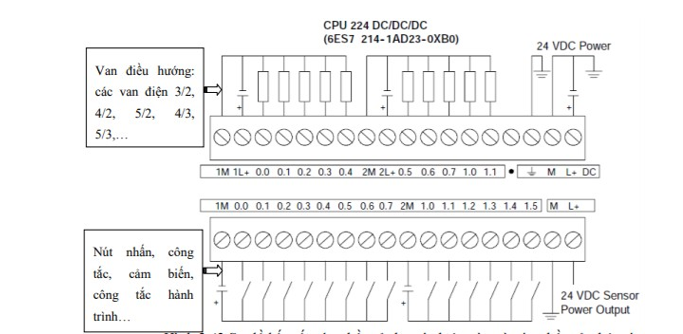 CPU 224 DC/DC/DC
(6ES7 214-1AD23-0XB0)
24 VDC Power
Van điều hướng:
các van điện 3/2,
4/2, 5/2, 4/3,
5/3,…
+
+
+
1M 1L+ 0.0 0.1 0.2 0.3 0.4 2M 2L+ 0.5 0.6 0.7 1.0 1.1 M L+ DC
1M 0.0 0.1 0.2 0.3 0.4 0.5 0.6 0.7 2M 1.0 1.1 1.2 1.3 1.4 1.5 M L+
Nút nhấn, công
tắc, cảm biến,
công tắc hành
trình…
+
+
24 VDC Sensor
Power Output